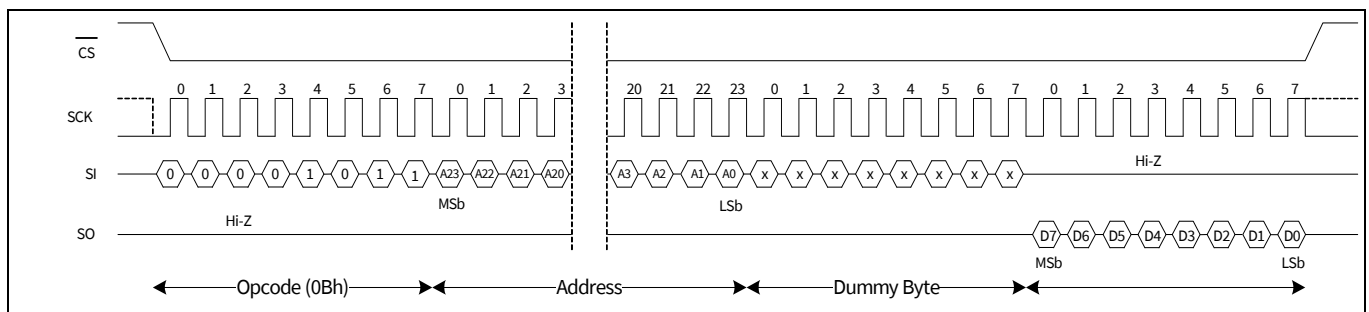 CS
0 1 2 3 4 5 6 7 0 1 2 3 20 21 22 23 0 1 2 3 4 5 6 7 0 1 2 3 4 5 6 7
SCK
Hi-Z
SI 0 0 0 0 1 0 1 1 A23 A22 A21 A20 A3 A2 A1 A0 x x x x x x x x
MSb LSb
Hi-Z
SO D7 D6 D5 D4 D3 D2 D1 D0
MSb LSb
Opcode (0Bh) Address Dummy Byte